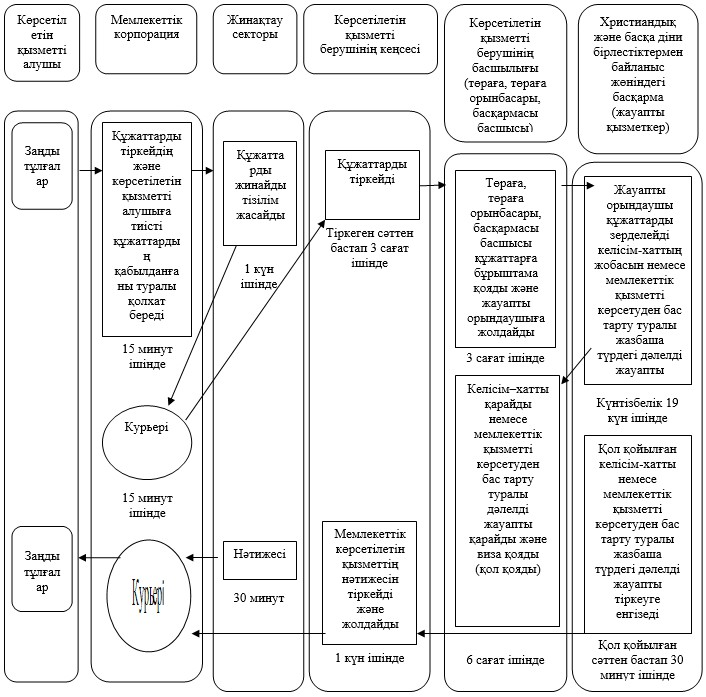 Көрсетіл
етін
қызметті
алушы
Мемлекеттік
корпорация
Жинақтау
секторы
Көрсетілетін
қызметті
берушінің кеңсесі
Көрсетілетін
қызметті
берушінің
басшылығы
(төраға, төраға
орынбасары,
басқармасы
басшысы)
Христиандық
және басқа діни
бірлестіктермен
байланыс
жөніндегі
басқарма
(жауапты
қызметкер)
Заңды
тұлғал
ар
Құжаттарды
тіркейдің
және
көрсетілетін
қызметті
алушыға
тиісті
құжаттарды
ң
қабылданға
ны туралы
қолхат
береді
15 минут
ішінде
Құжатта
рды
жинайды
тізілім
жасайды
1 күн
ішінде
Құжаттарды
тіркейді
Тіркеген сәттен
бастап 3 сағат
ішінде
Төраға,
төраға
орынбасары,
басқармасы
басшысы
құжаттарға
бұрыштама
қояды және
жауапты
орындаушыға
жолдайды
3 сағат ішінде
Жауапты
орындаушы
құжаттарды
зерделейді
келісім-хаттың
жобасын немесе
мемлекеттік
қызметті
көрсетуден бас
тарту туралы
жазбаша
түрдегі дәлелді
жауапты
Күнтізбелік 19
күн ішінде
Курьері
15 минут
ішінде
Келісім–хатты
қарайды
немесе
мемлекеттік
қызметті
көрсетуден
бас тарту
туралы
дәлелді
жауапты
қарайды және
виза қояды
(қол қояды)
6 сағат ішінде
Қол қойылған
келісім-хатты
немесе
мемлекеттік
қызметті
көрсетуден бас
тарту туралы
жазбаша
түрдегі дәлелді
жауапты
тіркеуге
енгізеді
Қол қойылған
сәттен бастап 30
минут ішінде
Мемлекеттік
көрсетілетін
қызметтің
нәтижесін
тіркейді
және
жолдайды
1 күн ішінде
Нәтижесі
30 минут
Курьері
Заңды
тұлғал
ар